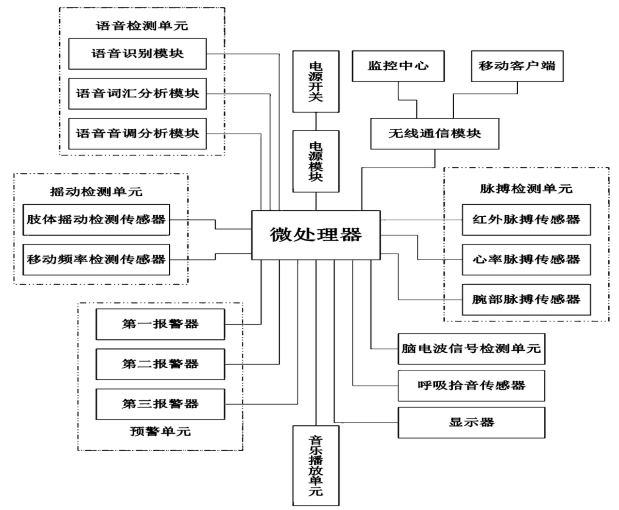 语音检测单元
语音识别模块
语音词汇分析模块
语音音调分析模块
电源开关
电源模块
监控中心
移动客户端
无线通信模块
摇动检测单元
肢体摇动检测传感器
移动频率检测传感器
微处理器
脉搏检测单元
红外脉搏传感器
心率脉搏传感器
腕部脉搏传感器
第一报警器
第二报警器
第三报警器
预警单元
脑电波信号检测单元
呼吸拾音传感器
显示器
音乐播放单元